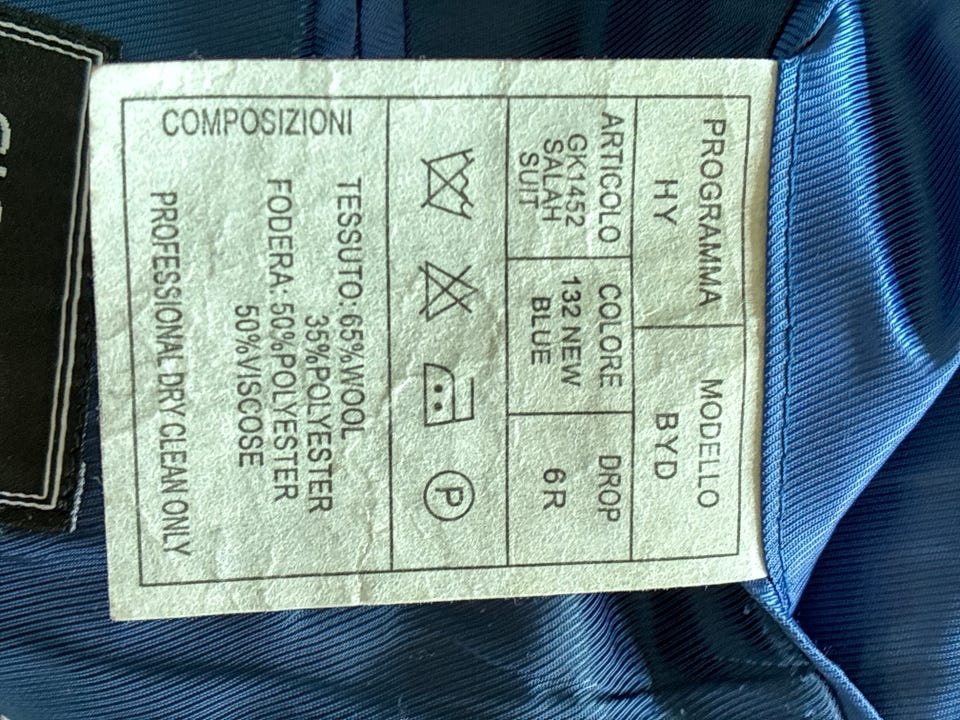 PROGRAMMA MODELLO
HY BYD
ARTICOLO COLORE DROP
GK1452 132 NEW 6R
SALAH BLUE
SUIT
P
COMPOSIZIONI
TESSUTO: 65%WOOL
35%POLYESTER
FODERA: 50%POLYESTER
50%VISCOSE
PROFESSIONAL DRY CLEAN ONLY